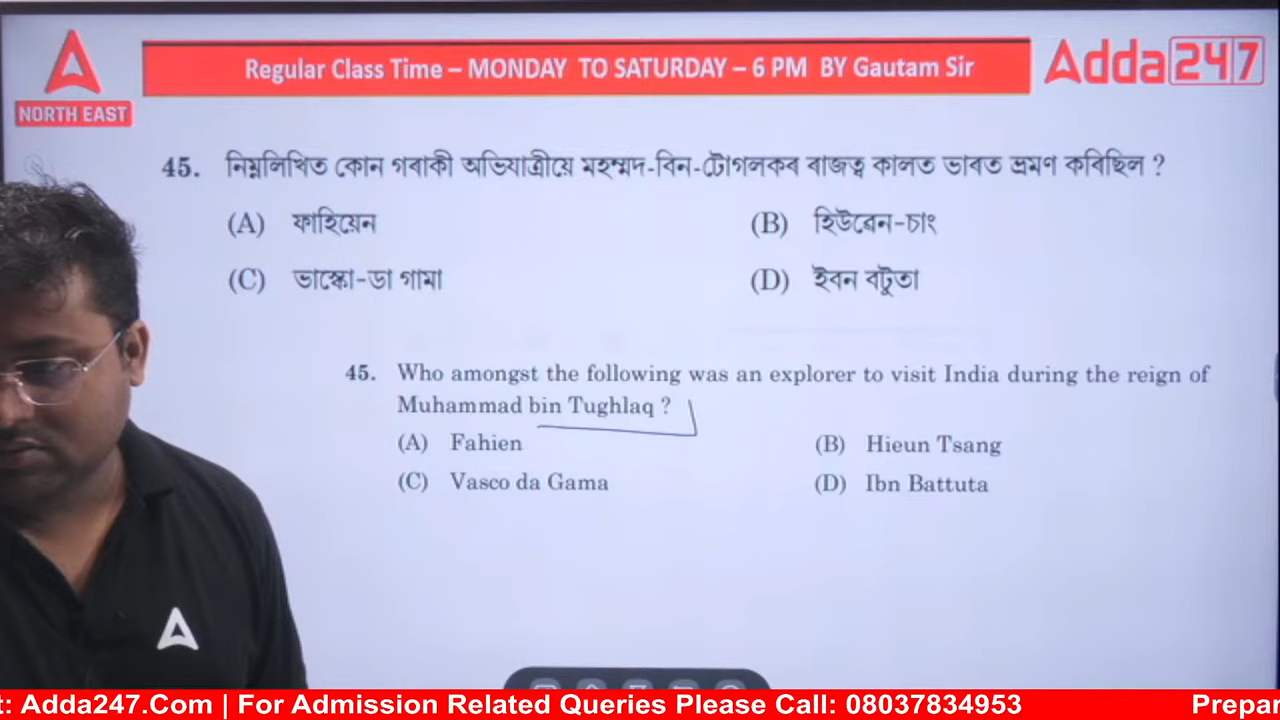 Regular Class Time – MONDAY TO SATURDAY – 6 PM BY Gautam Sir
Adda247
NORTH EAST
45. নিম্নলিখিত কোন গৰাকী অভিযাত্ৰীয়ে মহম্মদ-বিন-টোগলকৰ ৰাজত্ব কালত ভাৰত ভ্ৰমণ কৰিছিল ?
(A) ফাহিয়েন (B) হিউৱেন-চাং
(C) ভাস্কো-ডা গামা (D) ইবন বটুতা
45. Who amongst the following was an explorer to visit India during the reign of
Muhammad bin Tughlaq ?
(A) Fahien (B) Hieun Tsang
(C) Vasco da Gama (D) Ibn Battuta
t: Adda247.Com | For Admission Related Queries Please Call: 08037834953 Prepar